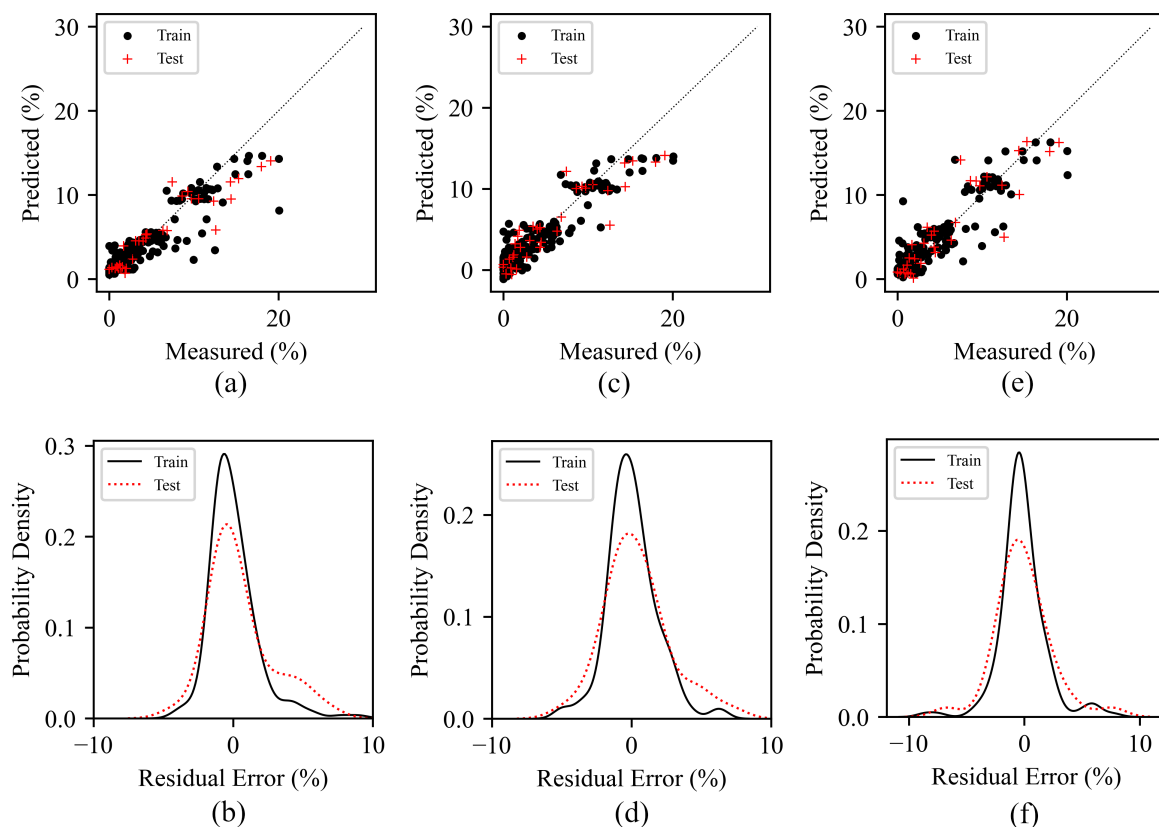 30
20
10
0
Predicted (%)
Train
Test
0
20
Measured (%)
(a)
30
20
10
0
Predicted (%)
Train
Test
0
20
Measured (%)
(c)
30
20
10
0
Predicted (%)
Train
Test
0
20
Measured (%)
(e)
0.3
0.2
0.1
0.0
Probability Density
Train
Test
−10
0
10
Residual Error (%)
(b)
0.2
0.1
0.0
Probability Density
Train
Test
−10
0
10
Residual Error (%)
(d)
0.2
0.1
0.0
Probability Density
Train
Test
−10
0
10
Residual Error (%)
(f)